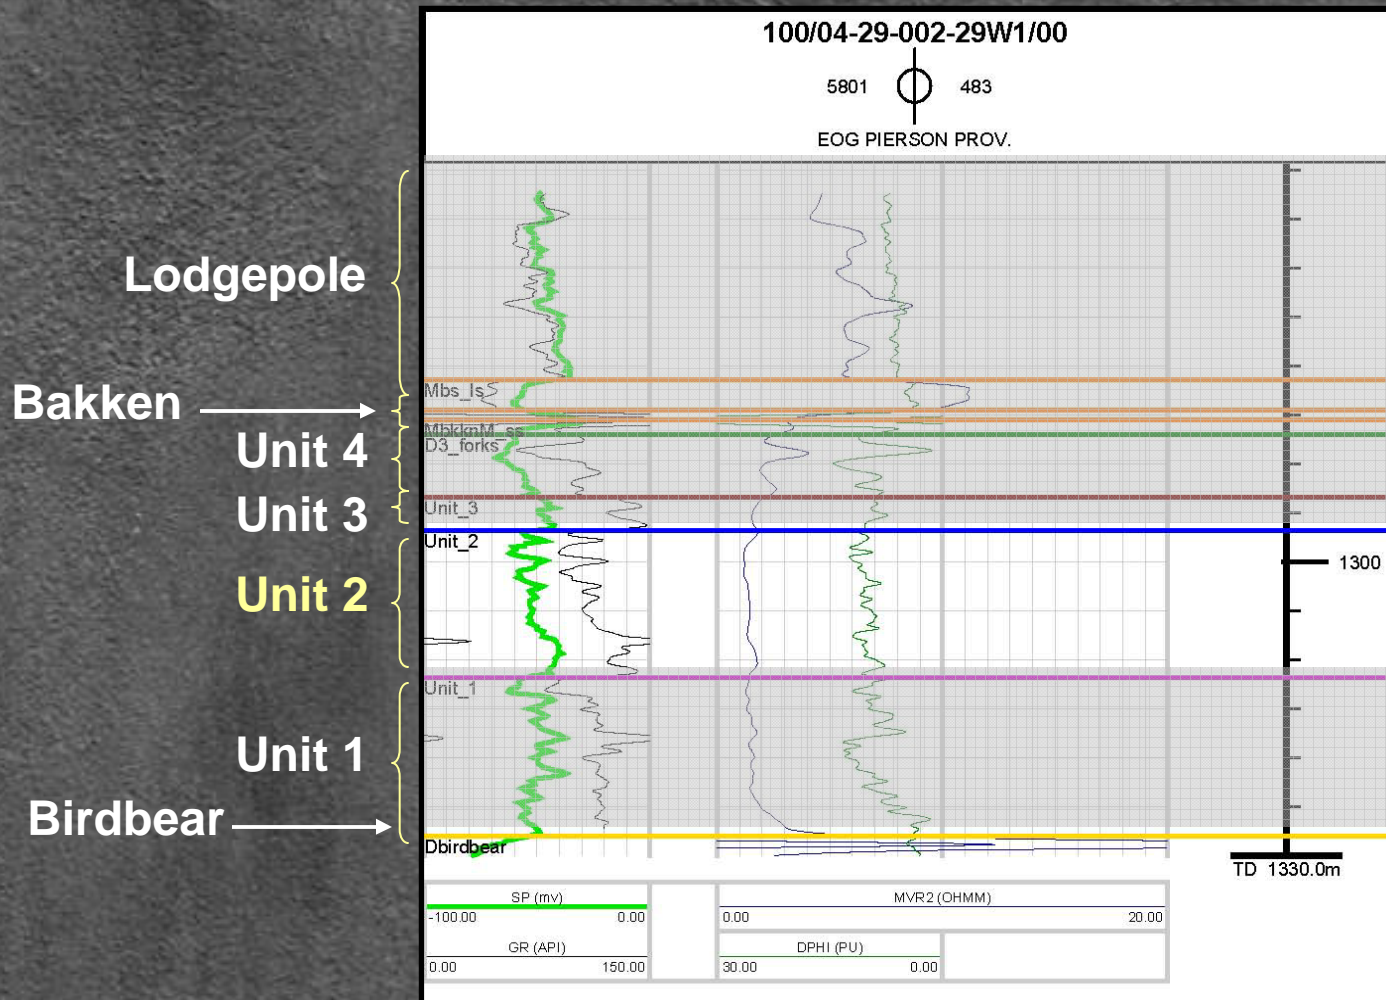 100/04-29-002-29W1/00
5801 483
EOG PIERSON PROV.
Lodgepole
Bakken
Unit 4
Unit 3
Unit 2
Unit 1
Birdbear
Mbs_ls
MbkknM_ss
D3_forks
Unit_3
Unit_2
Unit_1
Dbirdbear
1300
TD 1330.0m
SP (mv)
-100.00 0.00
GR (API)
0.00 150.00
MVR2 (OHMM)
0.00 20.00
DPHI (PU)
30.00 0.00